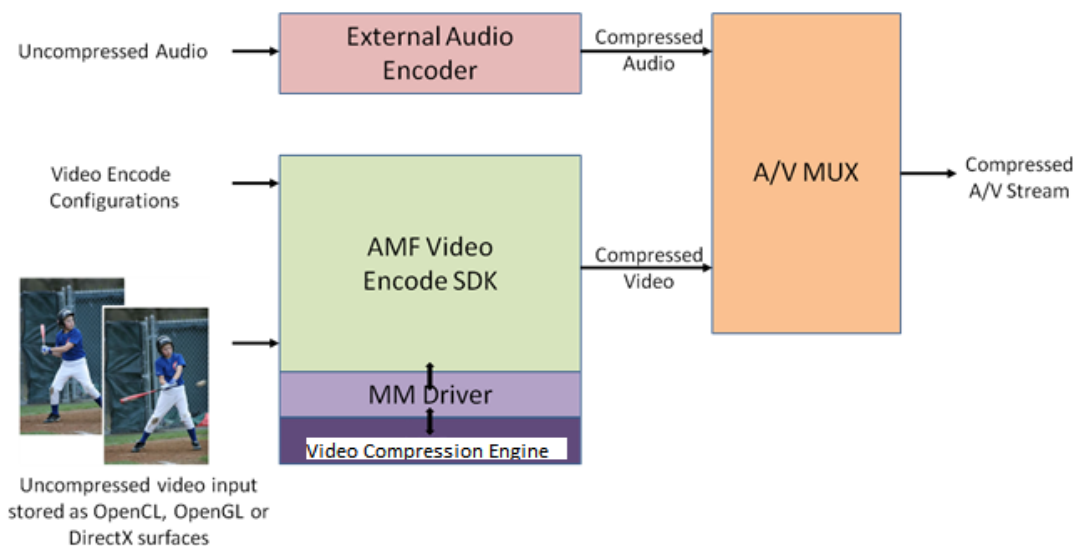 Uncompressed Audio
External Audio
Encoder
Compressed
Audio
Video Encode
Configurations
AMF Video
Encode SDK
Compressed
Video
A/V MUX
Compressed
A/V Stream
MM Driver
Video Compression Engine
Uncompressed video input
stored as OpenCL, OpenGL or
DirectX surfaces